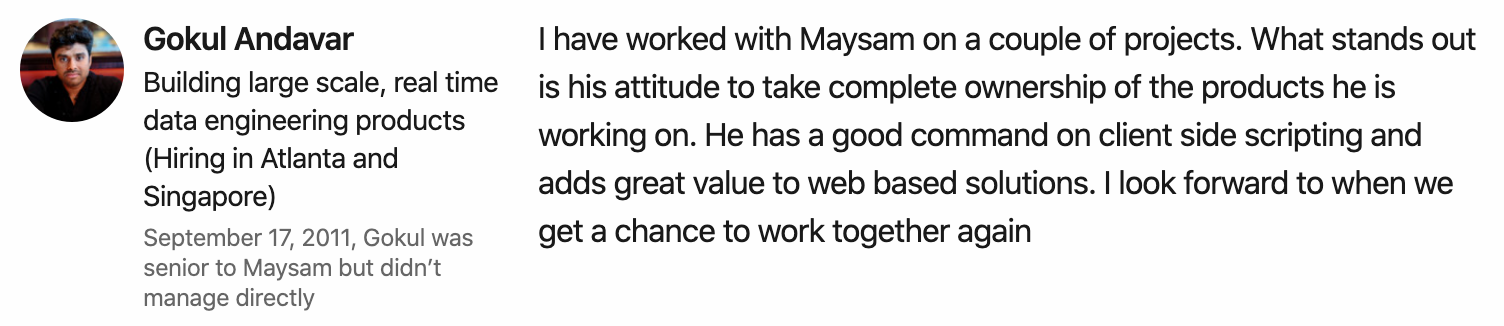 Gokul Andavar
Building large scale, real time
data engineering products
(Hiring in Atlanta and
Singapore)
September 17, 2011, Gokul was
senior to Maysam but didn’t
manage directly
I have worked with Maysam on a couple of projects. What stands out
is his attitude to take complete ownership of the products he is
working on. He has a good command on client side scripting and
adds great value to web based solutions. I look forward to when we
get a chance to work together again